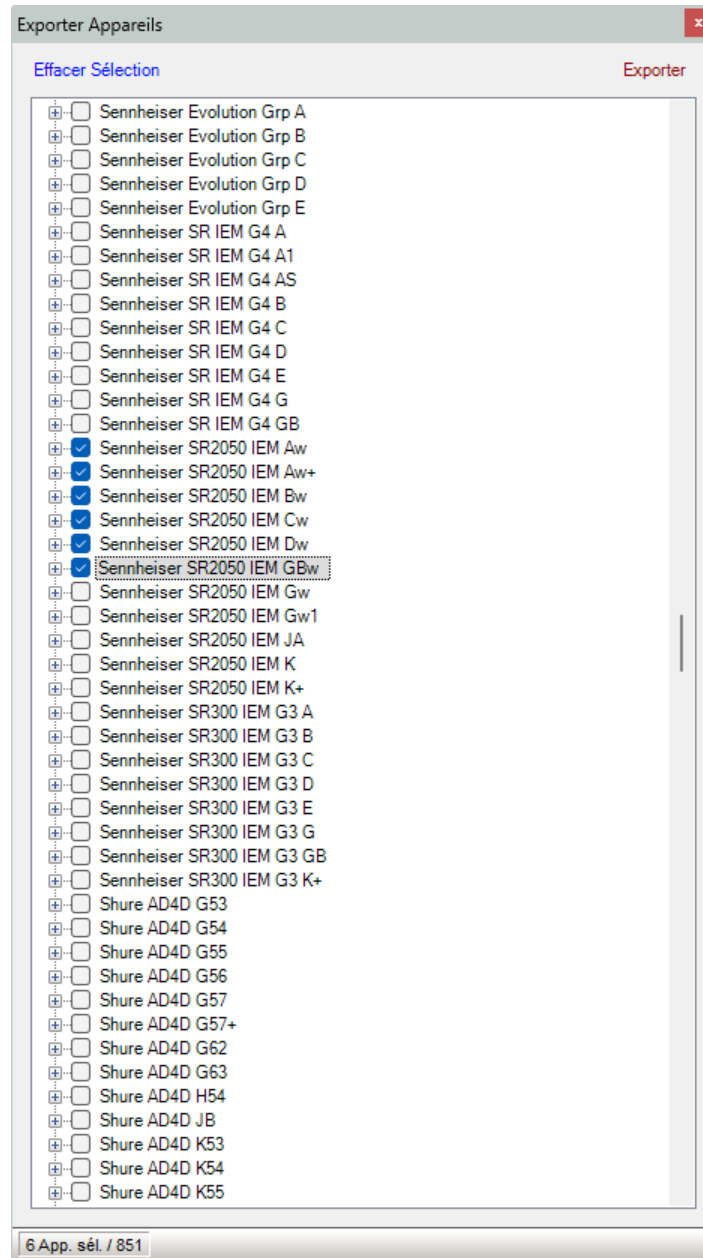 Exporter Appareils
x
Effacer Sélection Exporter
Sennheiser Evolution Grp A
Sennheiser Evolution Grp B
Sennheiser Evolution Grp C
Sennheiser Evolution Grp D
Sennheiser Evolution Grp E
Sennheiser SR IEM G4 A
Sennheiser SR IEM G4 A1
Sennheiser SR IEM G4 AS
Sennheiser SR IEM G4 B
Sennheiser SR IEM G4 C
Sennheiser SR IEM G4 D
Sennheiser SR IEM G4 E
Sennheiser SR IEM G4 G
Sennheiser SR IEM G4 GB
Sennheiser SR2050 IEM Aw
Sennheiser SR2050 IEM Aw+
Sennheiser SR2050 IEM Bw
Sennheiser SR2050 IEM Cw
Sennheiser SR2050 IEM Dw
Sennheiser SR2050 IEM GBw
Sennheiser SR2050 IEM Gw
Sennheiser SR2050 IEM Gw1
Sennheiser SR2050 IEM JA
Sennheiser SR2050 IEM K
Sennheiser SR2050 IEM K+
Sennheiser SR300 IEM G3 A
Sennheiser SR300 IEM G3 B
Sennheiser SR300 IEM G3 C
Sennheiser SR300 IEM G3 D
Sennheiser SR300 IEM G3 E
Sennheiser SR300 IEM G3 G
Sennheiser SR300 IEM G3 GB
Sennheiser SR300 IEM G3 K+
Shure AD4D G53
Shure AD4D G54
Shure AD4D G55
Shure AD4D G56
Shure AD4D G57
Shure AD4D G57+
Shure AD4D G62
Shure AD4D G63
Shure AD4D H54
Shure AD4D JB
Shure AD4D K53
Shure AD4D K54
Shure AD4D K55
6 App. sél. / 851